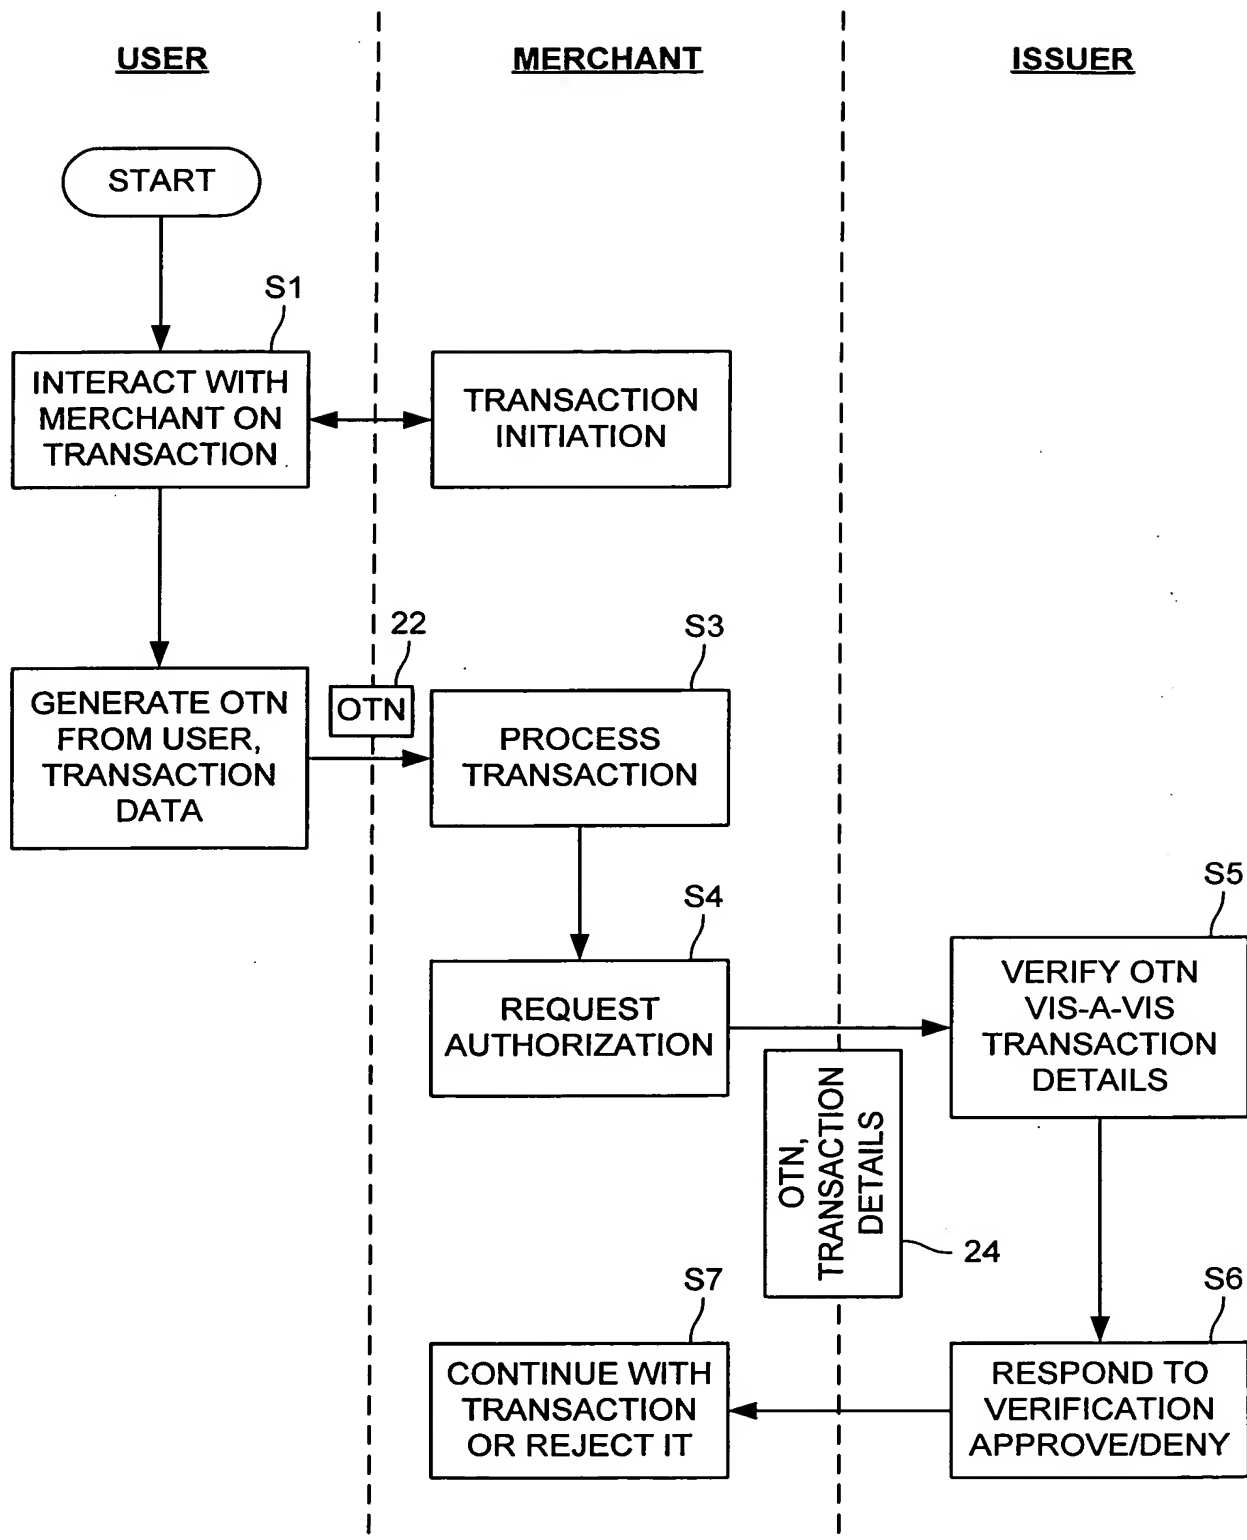 USER
MERCHANT
ISSUER
START
S1
INTERACT WITH
MERCHANT ON
TRANSACTION
TRANSACTION
INITIATION
22
S3
GENERATE OTN
FROM USER,
TRANSACTION
DATA
OTN
PROCESS
TRANSACTION
S4
S5
REQUEST
AUTHORIZATION
VERIFY OTN
VIS-A-VIS
TRANSACTION
DETAILS
OTN,
TRANSACTION
DETAILS
24
S7
S6
CONTINUE WITH
TRANSACTION
OR REJECT IT
RESPOND TO
VERIFICATION
APPROVE/DENY